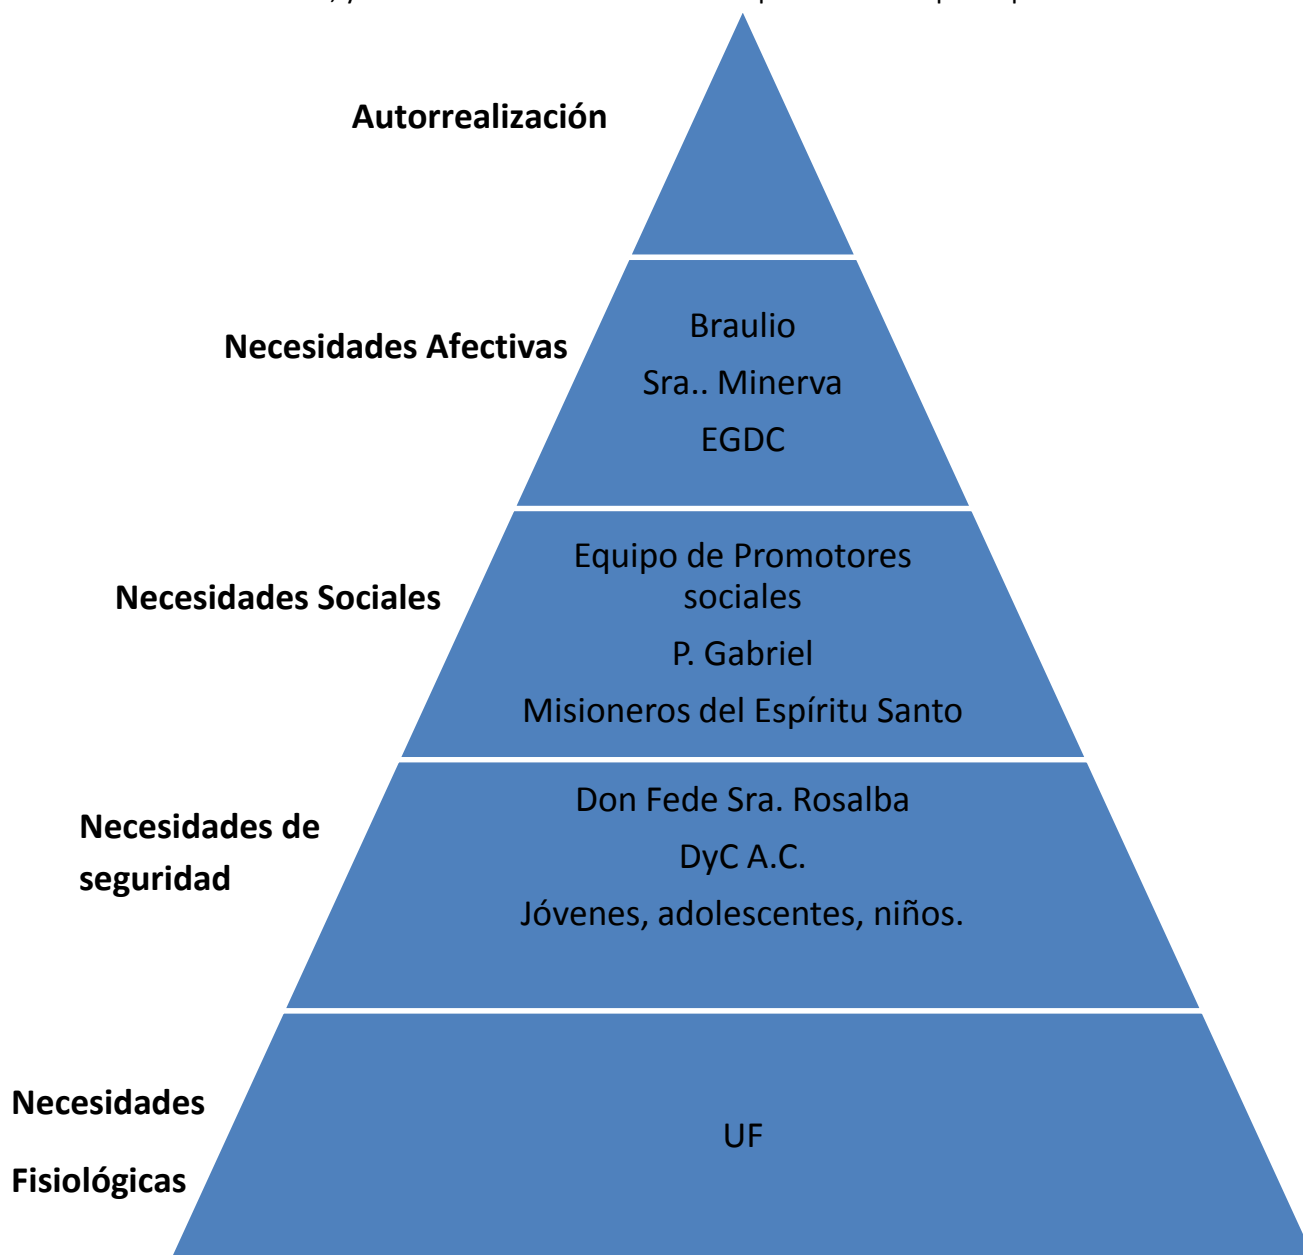 Autorrealización
Necesidades Afectivas
Braulio
Sra.. Minerva
EGDC
Necesidades Sociales
Equipo de Promotores
sociales
P. Gabriel
Misioneros del Espíritu Santo
Necesidades de
seguridad
Don Fede Sra. Rosalba
DyC A.C.
Jóvenes, adolescentes, niños.
Necesidades
Fisiológicas
UF